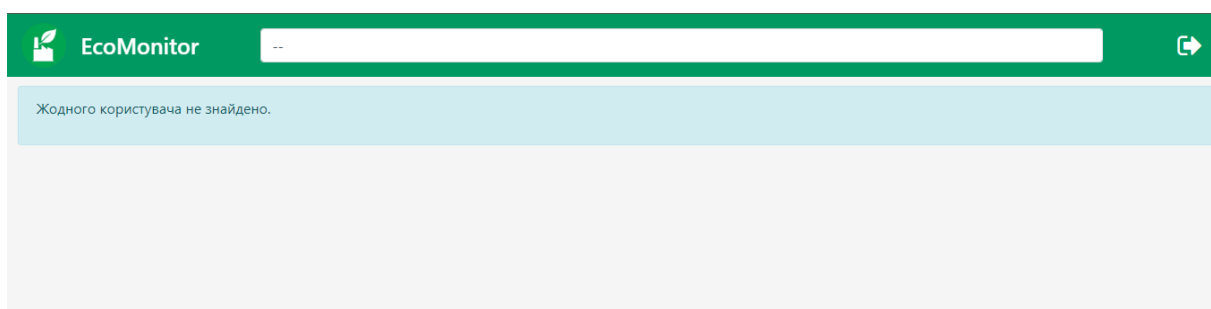 EcoMonitor
--
Жодного користувача не знайдено.